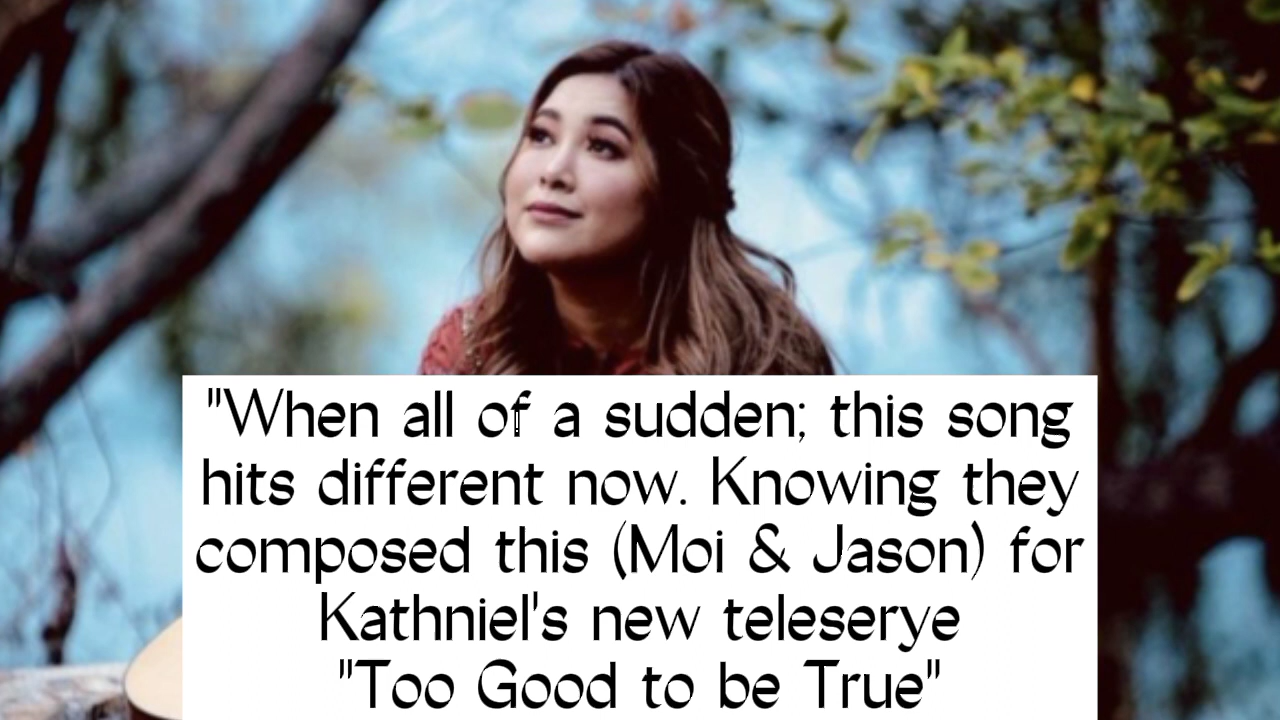 "When all of a sudden; this song
hits different now. Knowing they
composed this (Moi & Jason) for
Kathniel's new teleserye
"Too Good to be True"